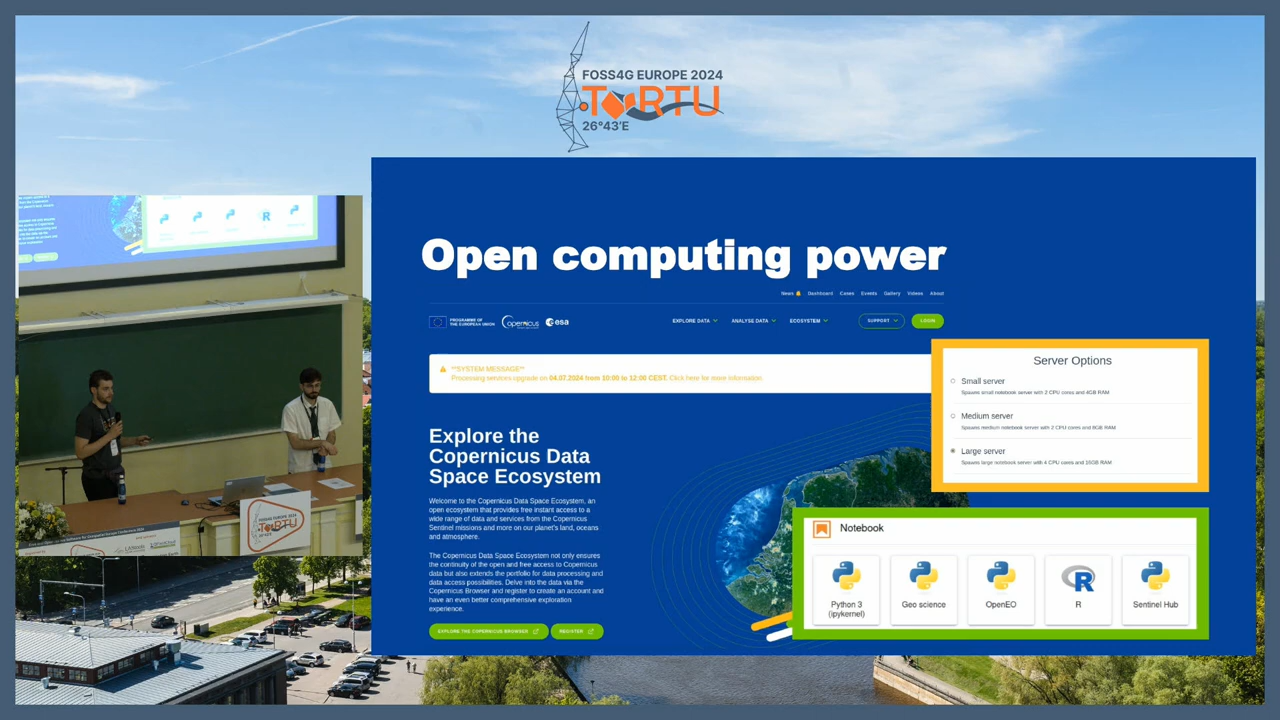 FOSS4G EUROPE 2024
TORTU
26°43'E
Open computing power
News Dashboard Cases Events Gallery Videos About
PROGRAMME OF
THE EUROPEAN UNION
opernicus
esa
EXPLORE DATA ANALYSE DATA ECOSYSTEM SUPPORT LOGIN
**SYSTEM MESSAGE**
Processing services upgrade on 04.07.2024 from 10:00 to 12:00 CEST. Click here for more information.
Server Options
Small server
Spawns small notebook server with 2 CPU cores and 4GB RAM
Medium server
Spawns medium notebook server with 2 CPU cores and 8GB RAM
Large server
Spawns large notebook server with 4 CPU cores and 16GB RAM
Explore the
Copernicus Data
Space Ecosystem
Welcome to the Copernicus Data Space Ecosystem, an
open ecosystem that provides free instant access to a
wide range of data and services from the Copernicus
Sentinel missions and more on our planet's land, oceans
and atmosphere.
The Copernicus Data Space Ecosystem not only ensures
the continuity of the open and free access to Copernicus
data but also extends the portfolio for data processing and
data access possibilities. Delve into the data via the
Copernicus Browser and register to create an account and
have an even better comprehensive exploration
experience.
EXPLORE THE COPERNICUS BROWSER REGISTER
Notebook
Python 3
(ipykernel)
Geo science
OpenEO
R
Sentinel Hub